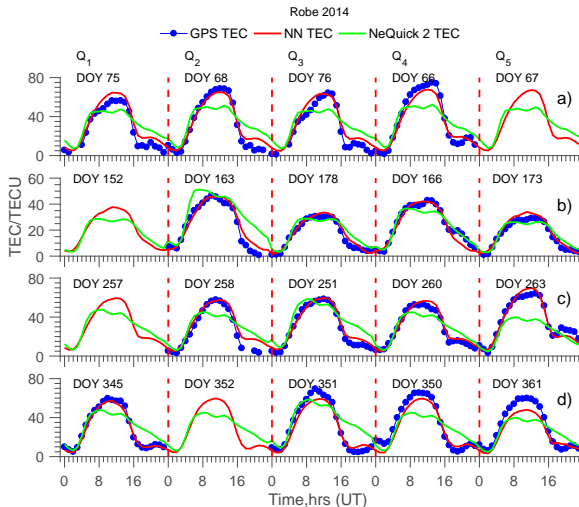 Robe 2014
GPS TEC NN TEC NeQuick 2 TEC
Q1 Q2 Q3 Q4 Q5
DOY 75 DOY 68 DOY 76 DOY 66 DOY 67
a)
80
40
0
DOY 152 DOY 163 DOY 178 DOY 166 DOY 173
b)
60
40
20
0
TEC/TECU
DOY 257 DOY 258 DOY 251 DOY 260 DOY 263
c)
80
40
0
DOY 345 DOY 352 DOY 351 DOY 350 DOY 361
d)
80
40
0
0 8 16 0 8 16 0 8 16 0 8 16 0 8 16
Time,hrs (UT)